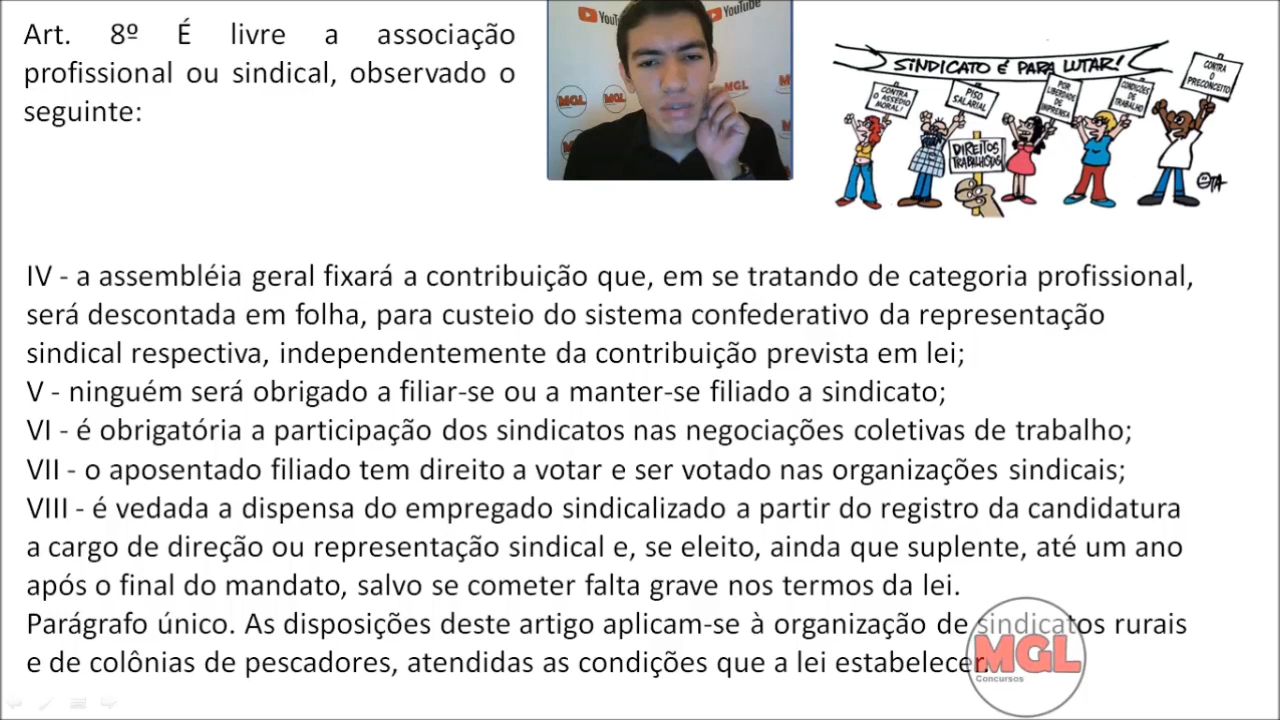 Art. 8º É livre a associação
profissional ou sindical, observado o
seguinte:
YouTube
MGL
MGL
MGL
SINDICATO É PARA LUTAR!
CONTRA
O ASSÉDIO
MORAL!
PISO
SALARIAL
POR
LIBERDADE
DE
IMPRENSA
CONDIÇÕES
DE
TRABALHO
CONTRA
O
PRECONCEITO
DIREITOS
TRABALHISTAS
IV - a assembléia geral fixará a contribuição que, em se tratando de categoria profissional,
será descontada em folha, para custeio do sistema confederativo da representação
sindical respectiva, independentemente da contribuição prevista em lei;
V - ninguém será obrigado a filiar-se ou a manter-se filiado a sindicato;
VI - é obrigatória a participação dos sindicatos nas negociações coletivas de trabalho;
VII - o aposentado filiado tem direito a votar e ser votado nas organizações sindicais;
VIII - é vedada a dispensa do empregado sindicalizado a partir do registro da candidatura
a cargo de direção ou representação sindical e, se eleito, ainda que suplente, até um ano
após o final do mandato, salvo se cometer falta grave nos termos da lei.
Parágrafo único. As disposições deste artigo aplicam-se à organização de sindicatos rurais
e de colônias de pescadores, atendidas as condições que a lei estabelecer.
MGL
Concursos